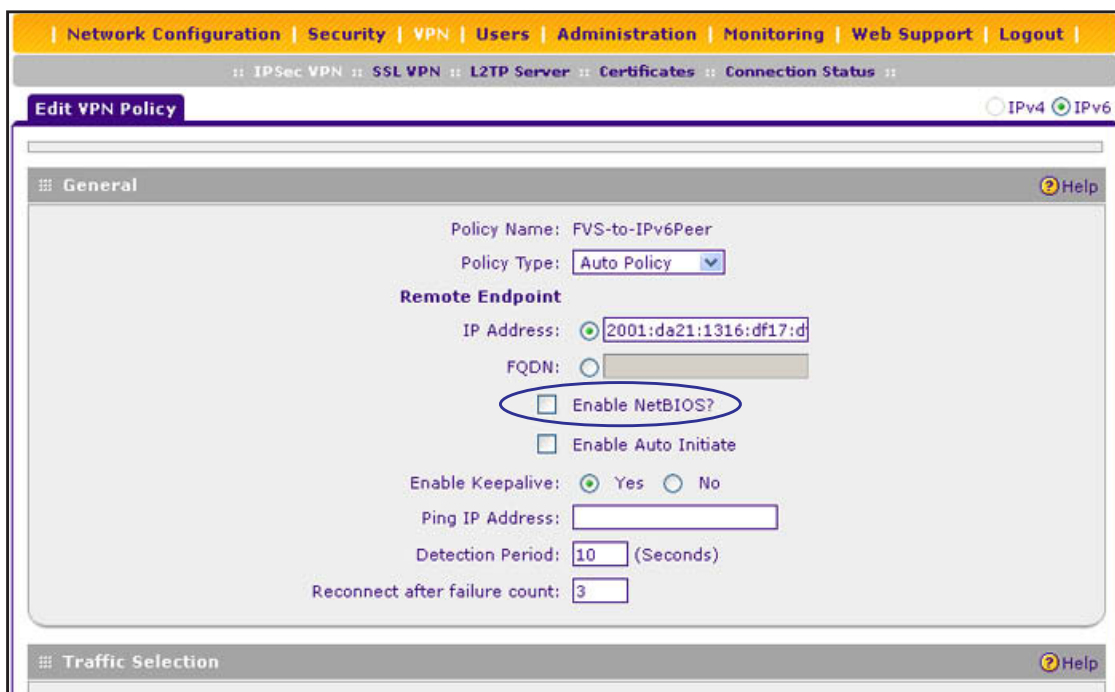 | Network Configuration | Security | VPN | Users | Administration | Monitoring | Web Support | Logout |
:: IPSec VPN :: SSL VPN :: L2TP Server :: Certificates :: Connection Status ::
Edit VPN Policy IPv4 IPv6
General Help
Policy Name: FVS-to-IPv6Peer
Policy Type: Auto Policy
Remote Endpoint
IP Address: 2001:da21:1316:df17:d
FQDN:
Enable NetBIOS?
Enable Auto Initiate
Enable Keepalive: Yes No
Ping IP Address:
Detection Period: 10 (Seconds)
Reconnect after failure count: 3
Traffic Selection Help